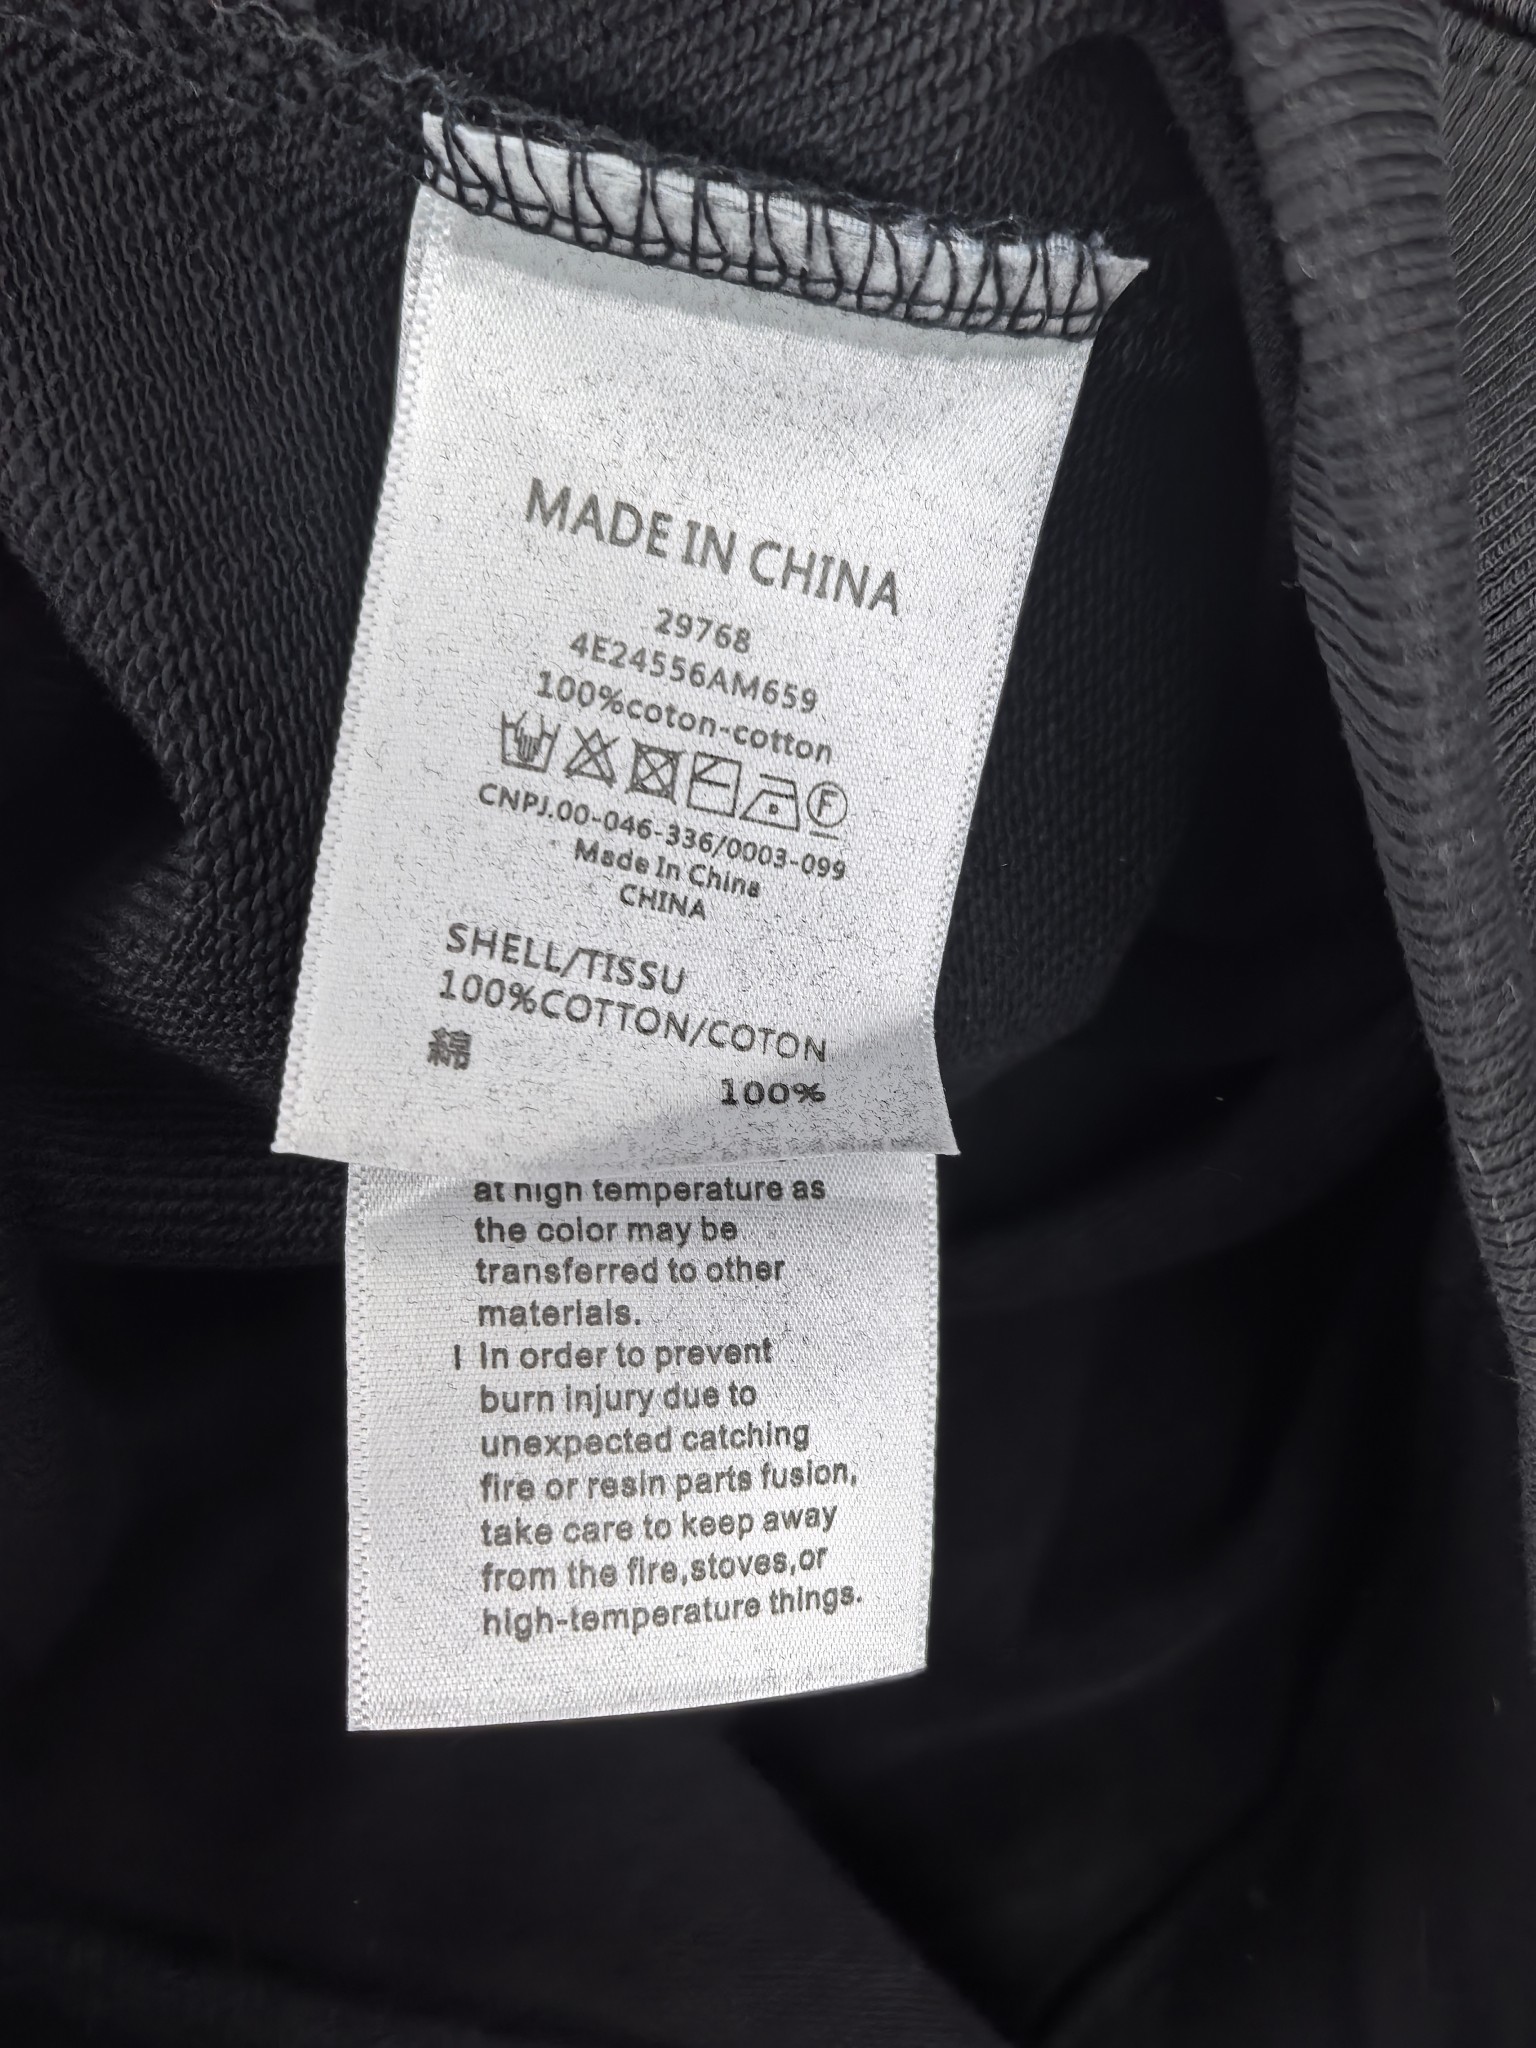 MADE IN CHINA
29768
4E24556AM659
100%coton-cotton
F
CNPJ.00-046-336/0003-099
Made In China
CHINA
SHELL/TISSU
100%COTTON/COTON
綿
100%
at high temperature as
the color may be
transferred to other
materials.
I In order to prevent
burn injury due to
unexpected catching
fire or resin parts fusion,
take care to keep away
from the fire,stoves,or
high-temperature things.